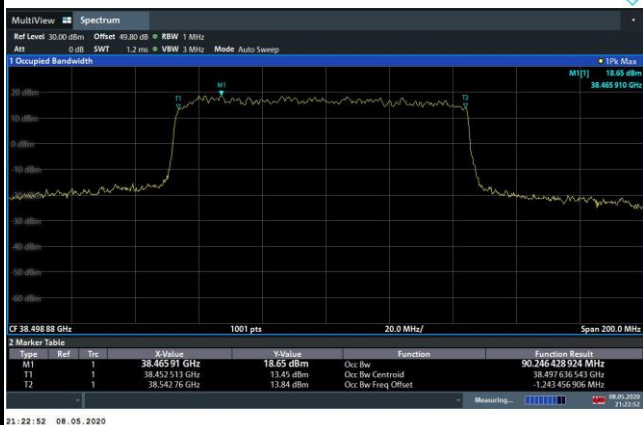 MultiView Spectrum
Ref Level 30.00 dBm Offset 49.80 dB RBW 1 MHz
Att 0 dB SWT 1.2 ms VBW 3 MHz Mode Auto Sweep
1 Occupied Bandwidth 1Pk Max
M1[1] 18.65 dBm
38.465 910 GHz
M1
T1
T2
20 dBm
10 dBm
0 dBm
-10 dBm
-20 dBm
-30 dBm
-40 dBm
-50 dBm
-60 dBm
CF 38.498 88 GHz 1001 pts 20.0 MHz/ Span 200.0 MHz
2 Marker Table
Type Ref Trc X-Value Y-Value Function Function Result
M1 1 38.465 91 GHz 18.65 dBm Occ Bw 90.246 428 924 MHz
T1 1 38.452 513 GHz 13.45 dBm Occ Bw Centroid 38.497 636 543 GHz
T2 1 38.542 76 GHz 13.84 dBm Occ Bw Freq Offset -1.243 456 906 MHz
Measuring... 08.05.2020
21:22:52
21:22:52 08.05.2020